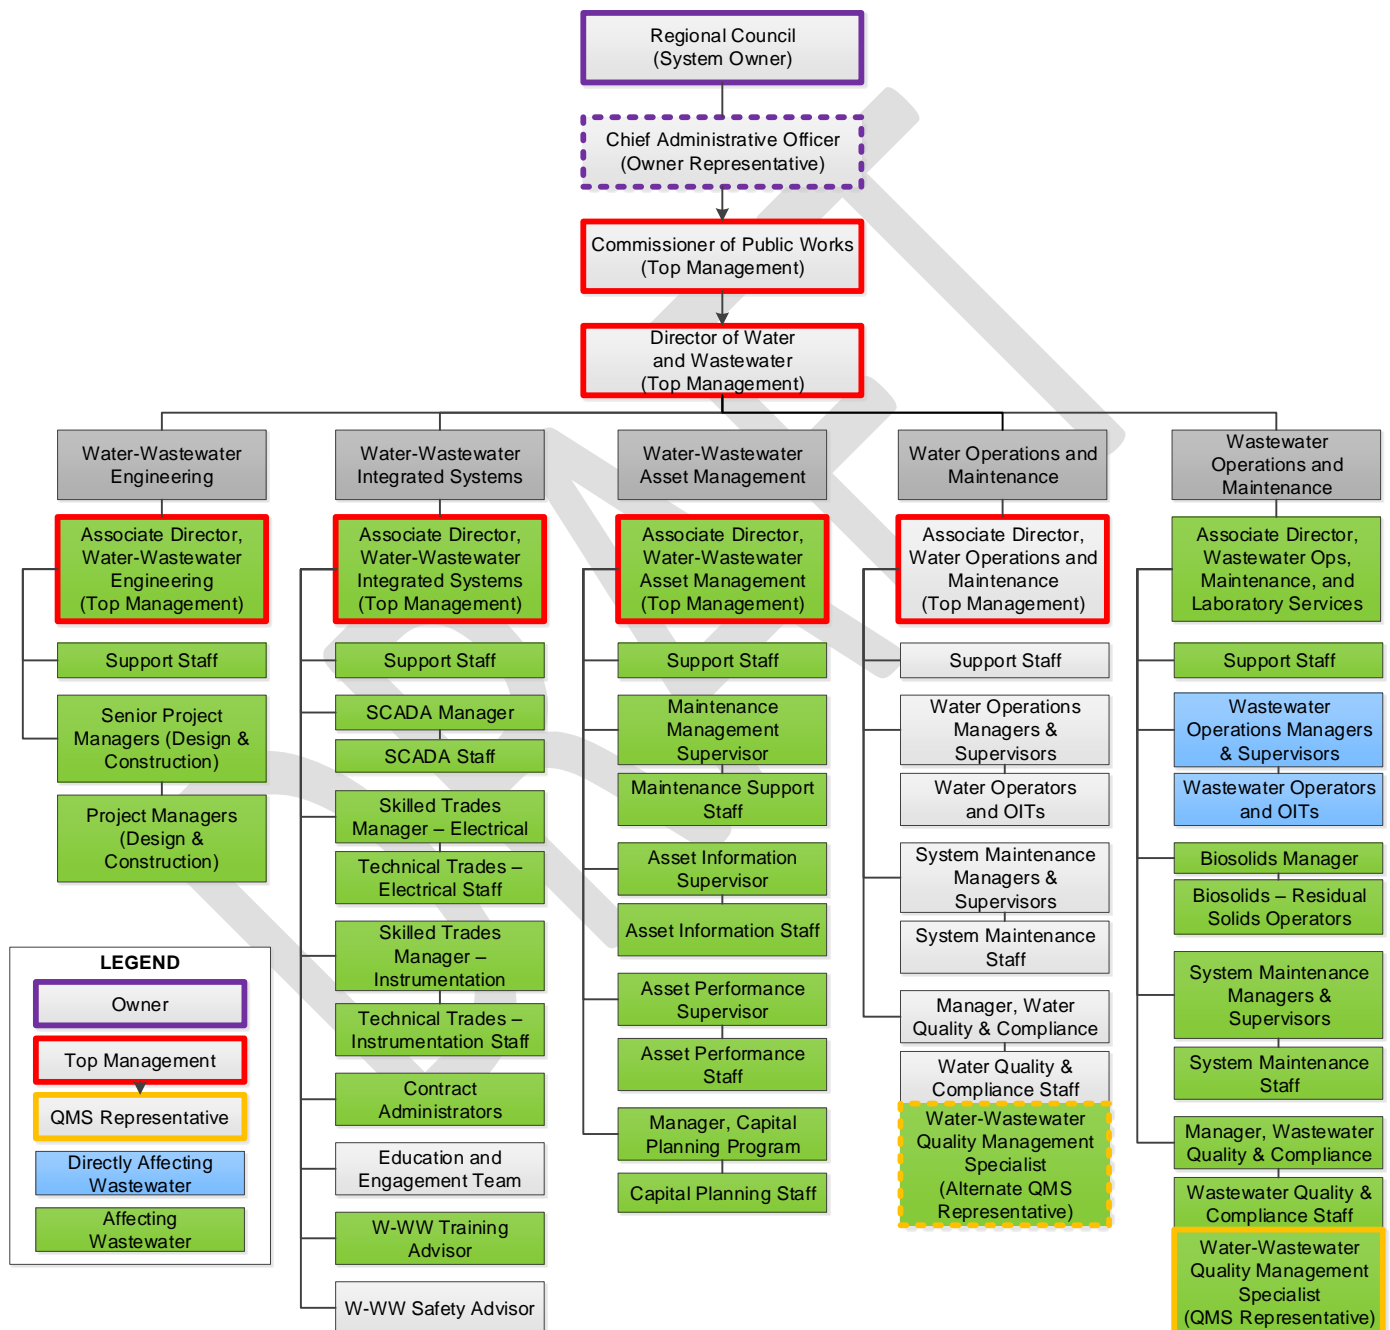 Regional Council
(System Owner)
Chief Administrative Officer
(Owner Representative)
Commissioner of Public Works
(Top Management)
Director of Water
and Wastewater
(Top Management)
Water-Wastewater
Engineering
Associate Director,
Water-Wastewater
Engineering
(Top Management)
Support Staff
Senior Project
Managers (Design &
Construction)
Project Managers
(Design &
Construction)
Water-Wastewater
Integrated Systems
Associate Director,
Water-Wastewater
Integrated Systems
(Top Management)
Support Staff
SCADA Manager
SCADA Staff
Skilled Trades
Manager – Electrical
Technical Trades –
Electrical Staff
Skilled Trades
Manager –
Instrumentation
Technical Trades –
Instrumentation Staff
Contract
Administrators
Education and
Engagement Team
W-WW Training
Advisor
W-WW Safety Advisor
Water-Wastewater
Asset Management
Associate Director,
Water-Wastewater
Asset Management
(Top Management)
Support Staff
Maintenance
Management
Supervisor
Maintenance Support
Staff
Asset Information
Supervisor
Asset Information Staff
Asset Performance
Supervisor
Asset Performance
Staff
Manager, Capital
Planning Program
Capital Planning Staff
Water Operations and
Maintenance
Associate Director,
Water Operations and
Maintenance
(Top Management)
Support Staff
Water Operations
Managers &
Supervisors
Water Operators
and OITs
System Maintenance
Managers &
Supervisors
System Maintenance
Staff
Manager, Water
Quality & Compliance
Water Quality &
Compliance Staff
Water-Wastewater
Quality Management
Specialist
(Alternate QMS
Representative)
Wastewater
Operations and
Maintenance
Associate Director,
Wastewater Ops,
Maintenance, and
Laboratory Services
Support Staff
Wastewater
Operations Managers
& Supervisors
Wastewater Operators
and OITs
Biosolids Manager
Biosolids – Residual
Solids Operators
System Maintenance
Managers &
Supervisors
System Maintenance
Staff
Manager, Wastewater
Quality & Compliance
Wastewater Quality &
Compliance Staff
Water-Wastewater
Quality Management
Specialist
(QMS Representative)
LEGEND
Owner
Top Management
QMS Representative
Directly Affecting
Wastewater
Affecting
Wastewater
DRAFT